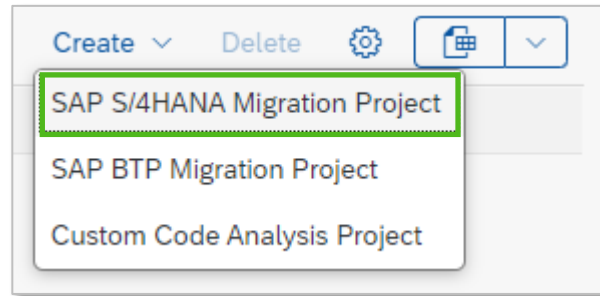 Create Delete
SAP S/4HANA Migration Project
SAP BTP Migration Project
Custom Code Analysis Project